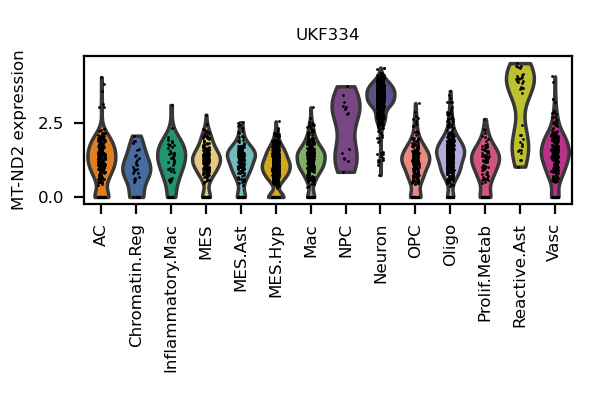 UKF334
MT-ND2 expression
2.5
0.0
AC
Chromatin.Reg
Inflammatory.Mac
MES
MES.Ast
MES.Hyp
Mac
NPC
Neuron
OPC
Oligo
Prolif.Metab
Reactive.Ast
Vasc